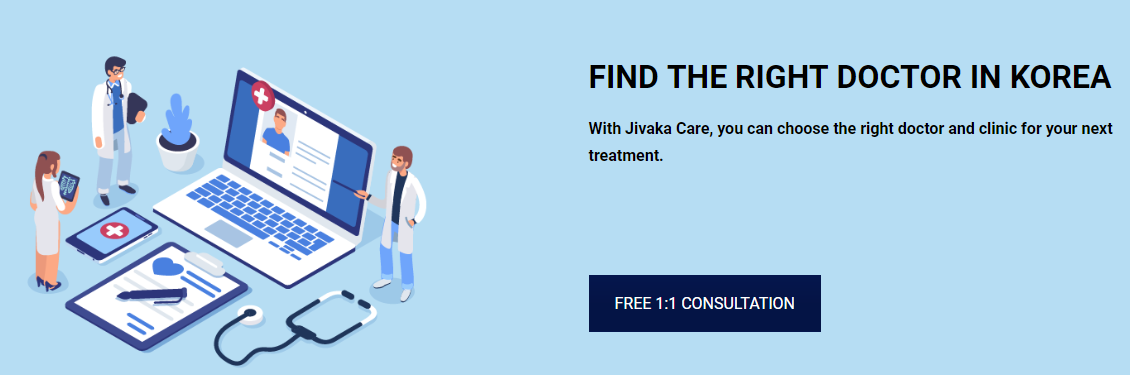 FIND THE RIGHT DOCTOR IN KOREA
With Jivaka Care, you can choose the right doctor and clinic for your next
treatment.
FREE 1:1 CONSULTATION